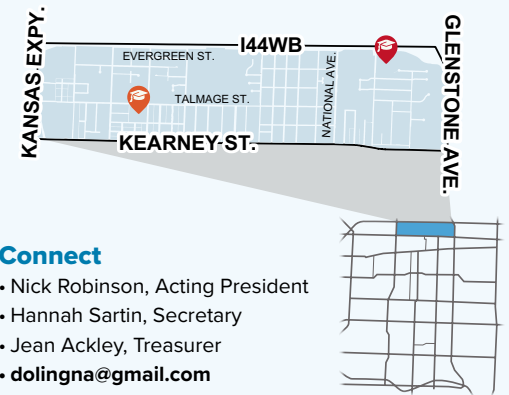 I44WB
EVERGREEN ST.
TALMAGE ST.
NATIONAL AVE.
KANSAS EXPY.
GLENSTONE AVE.
KEARNEY ST.
Connect
• Nick Robinson, Acting President
• Hannah Sartin, Secretary
• Jean Ackley, Treasurer
• dolingna@gmail.com